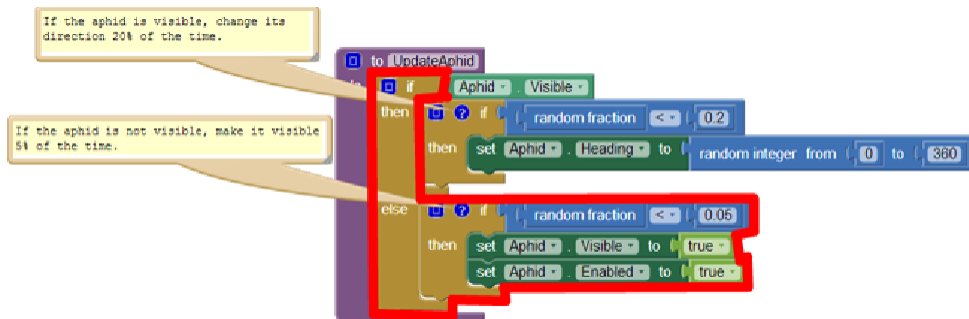 If the aphid is visible, change its
direction 20% of the time.
to UpdateAphid
if Aphid . Visible
then if random fraction < 0.2
then set Aphid . Heading to random integer from 0 to 360
If the aphid is not visible, make it visible
5% of the time.
else if random fraction < 0.05
then set Aphid . Visible to true
set Aphid . Enabled to true